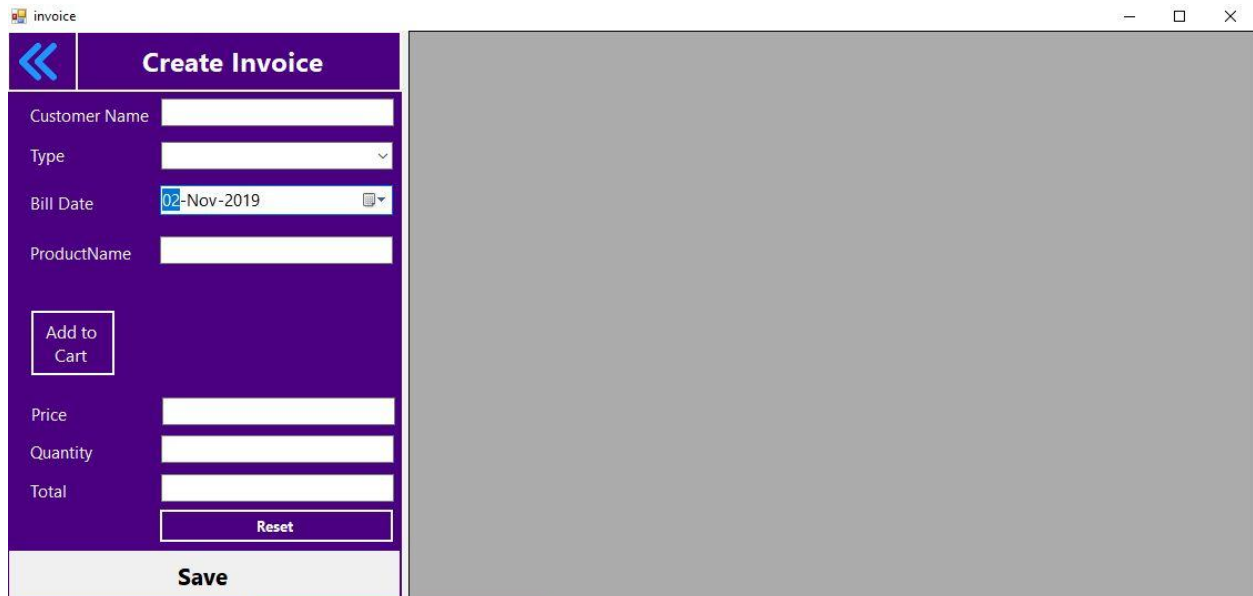 invoice
Create Invoice
Customer Name
Type
Bill Date
02-Nov-2019
ProductName
Add to
Cart
Price
Quantity
Total
Reset
Save